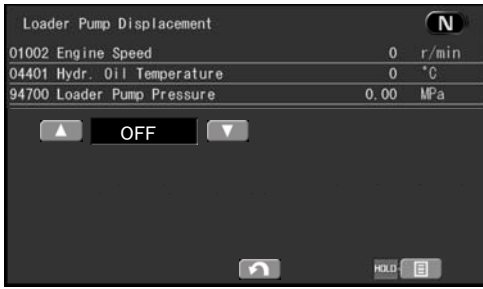 Loader Pump Displacement N
01002 Engine Speed 0 r/min
04401 Hydr. Oil Temperature 0 °C
94700 Loader Pump Pressure 0.00 MPa
OFF
HOLD